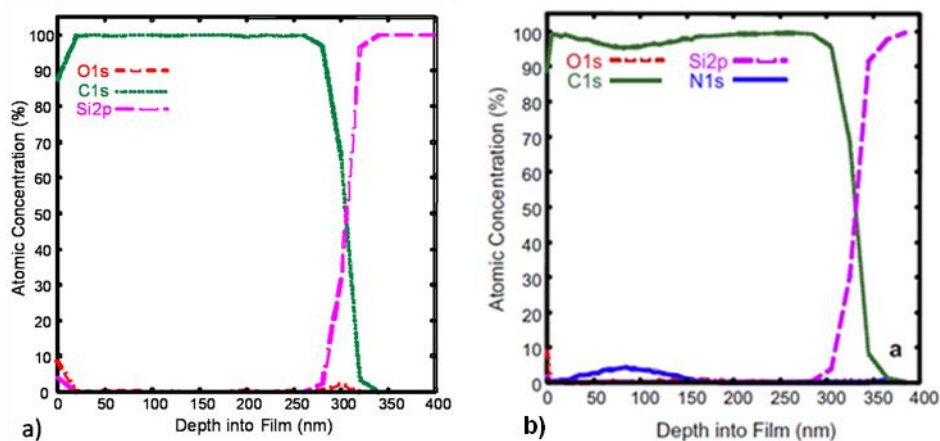 100
90
80
70
60
50
40
30
20
10
0
Atomic Concentration (%)
O1s
C1s
Si2p
0 50 100 150 200 250 300 350 400
Depth into Film (nm)
a)
100
90
80
70
60
50
40
30
20
10
0
Atomic Concentration (%)
O1s Si2p
C1s N1s
a
0 50 100 150 200 250 300 350 400
Depth into Film (nm)
b)